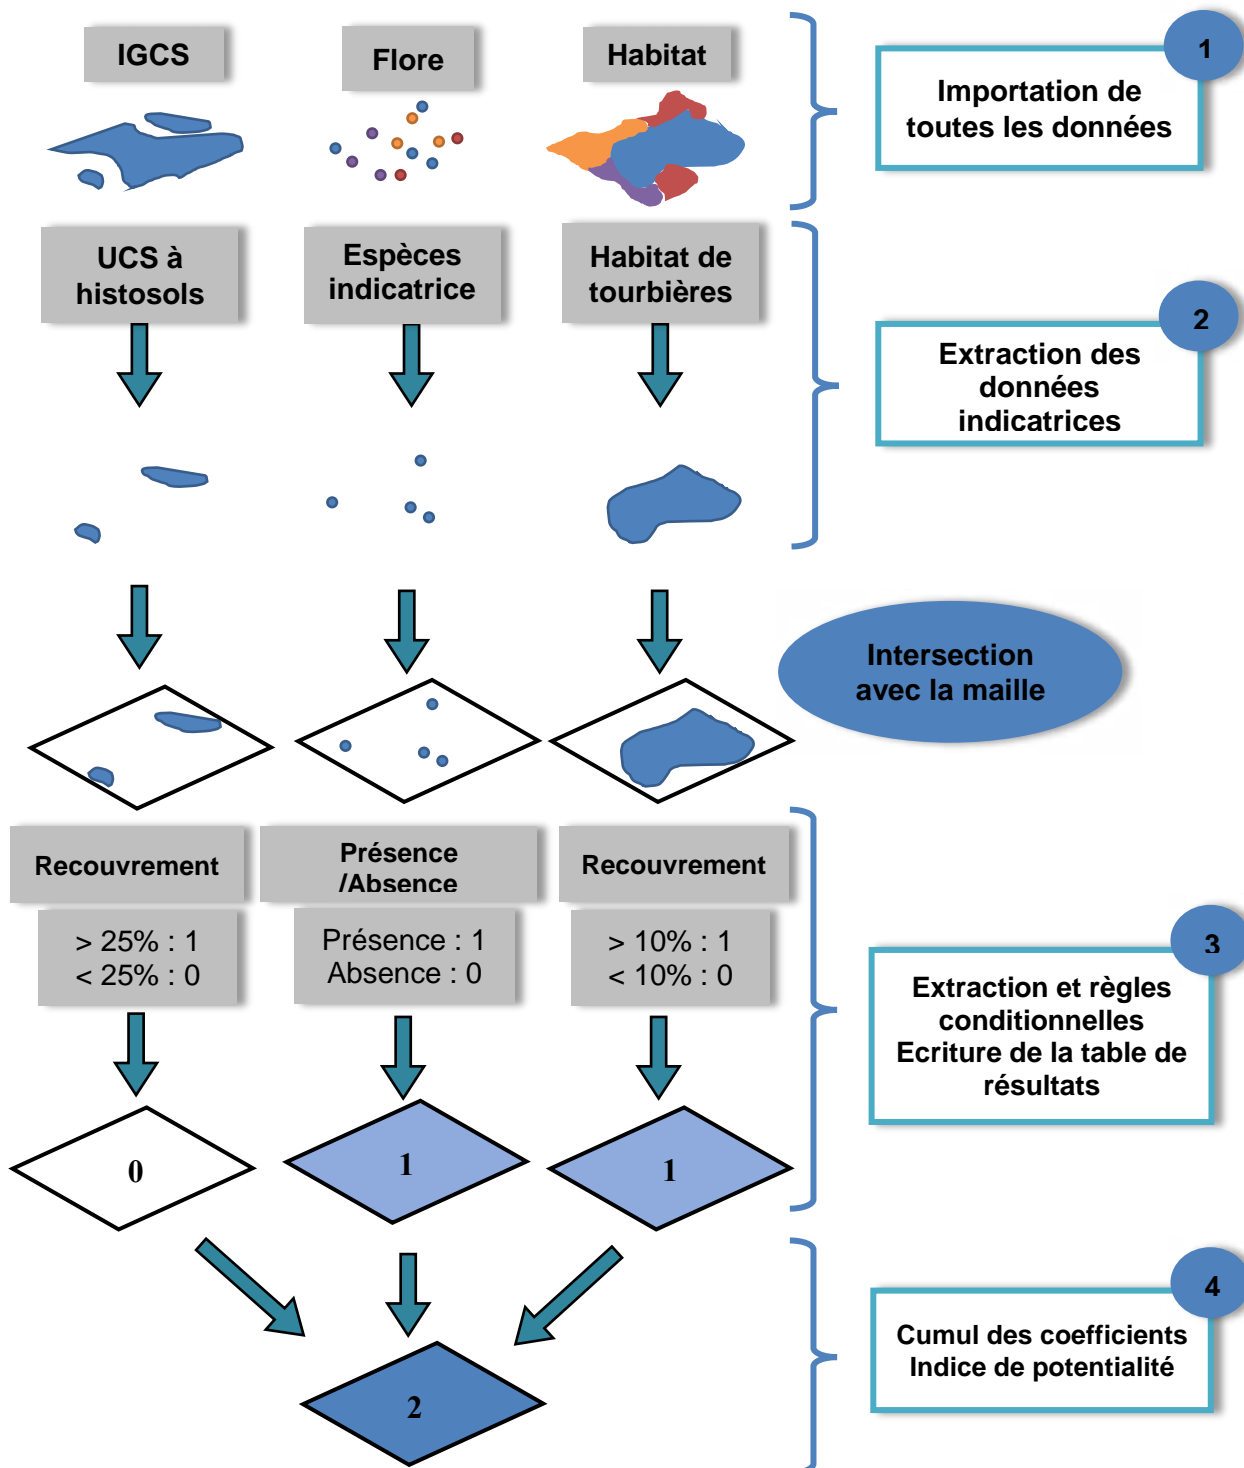 IGCS
Flore
Habitat
1
Importation de
toutes les données
UCS à
histosols
Espèces
indicatrice
Habitat de
tourbières
2
Extraction des
données
indicatrices
Intersection
avec la maille
Recouvrement
Présence
/Absence
Recouvrement
> 25% : 1
< 25% : 0
Présence : 1
Absence : 0
> 10% : 1
< 10% : 0
3
Extraction et règles
conditionnelles
Ecriture de la table de
résultats
0
1
1
4
Cumul des coefficients
Indice de potentialité
2